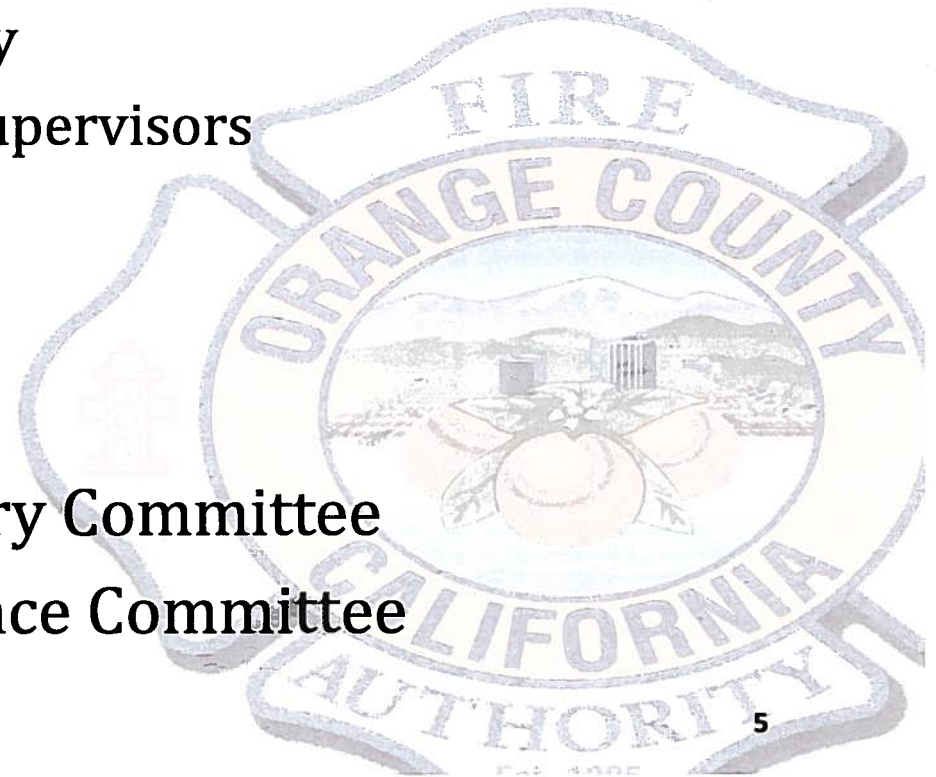 y
upervisors
FIRE
ORANGE COUNTY
ry Committee
nce Committee
CALIFORNIA
AUTHORITY
5